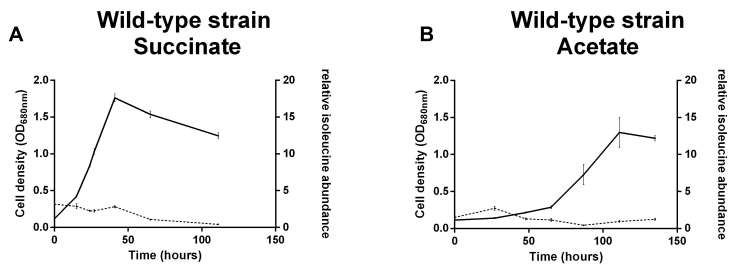 A
Wild-type strain
Succinate
Cell density (OD680nm)
2.0
1.5
1.0
0.5
0.0
20
15
10
5
0
relative isoleucine abundance
0
50
100
150
Time (hours)
B
Wild-type strain
Acetate
Cell density (OD680nm)
2.0
1.5
1.0
0.5
0.0
20
15
10
5
0
relative isoleucine abundance
0
50
100
150
Time (hours)